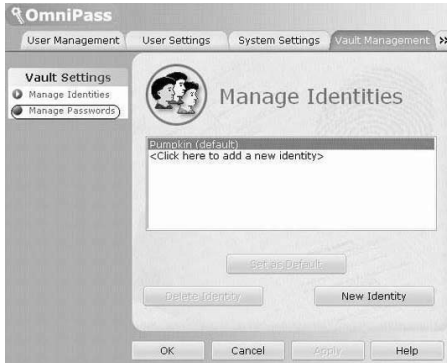 OmniPass
User Management User Settings System Settings Vault Management
Vault Settings
Manage Identities
Manage Passwords
Manage Identities
Pumpkin (default)
<Click here to add a new identity>
Set as Default
Delete Identity New Identity
OK Cancel Apply Help